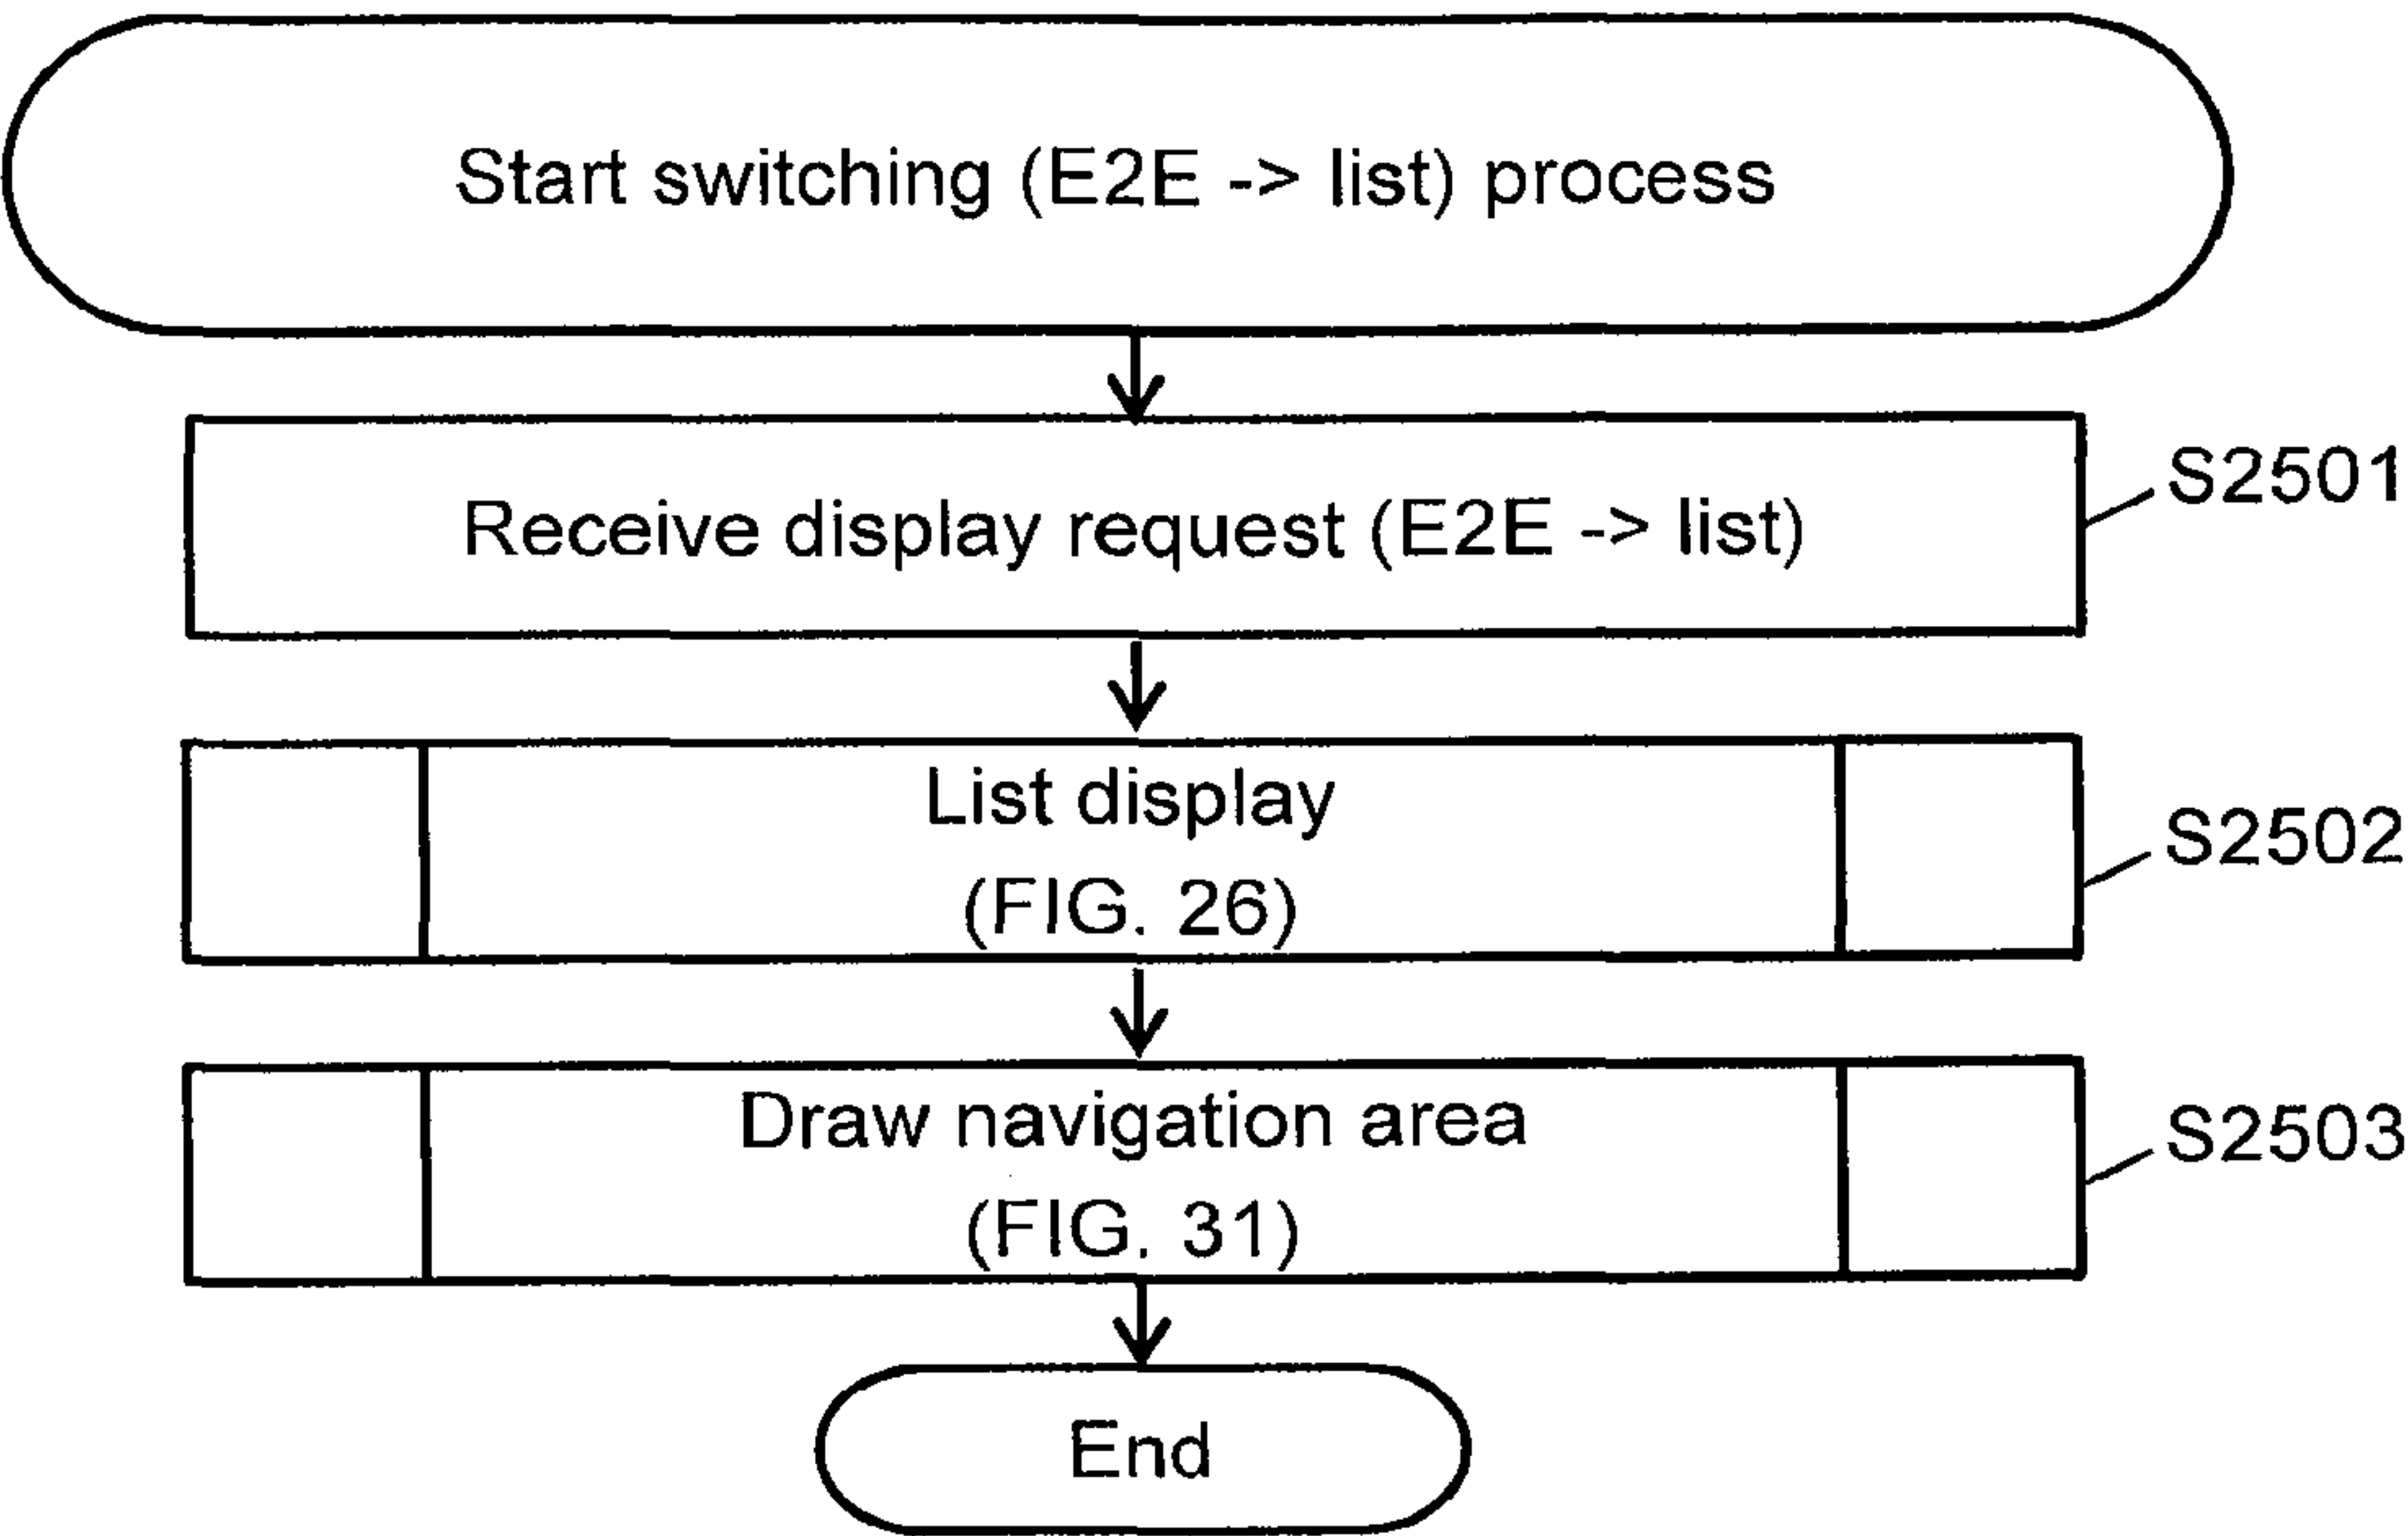 Start switching (E2E -> list) process
Receive display request (E2E -> list)
S2501
List display
(FIG. 26)
S2502
Draw navigation area
(FIG. 31)
S2503
End